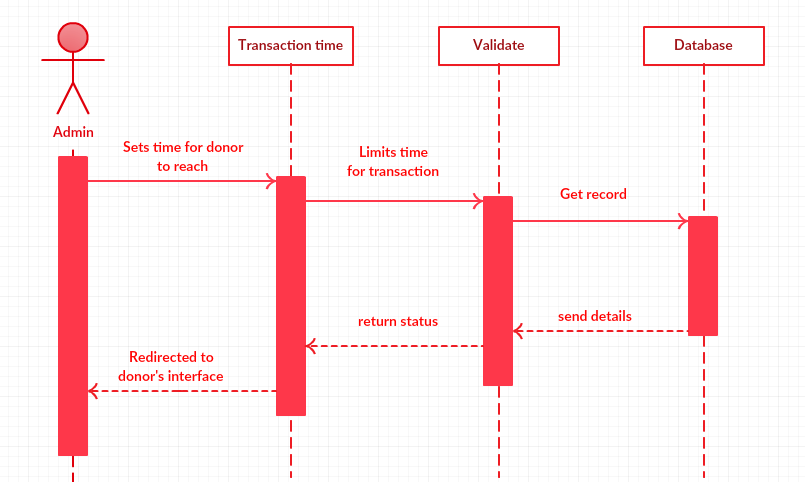 Transaction time
Validate
Database
Admin
Sets time for donor
to reach
Limits time
for transaction
Get record
send details
return status
Redirected to
donor's interface